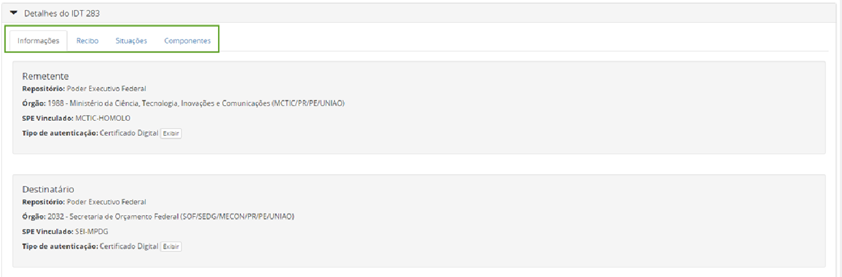 Detalhes do IDT 283
Informações Recibo Situações Componentes
Remetente
Repositório: Poder Executivo Federal
Órgão: 1988 - Ministério da Ciência, Tecnologia, Inovações e Comunicações (MCTIC/PR/PE/UNIAO)
SPE Vinculado: MCTIC-HOMOLO
Tipo de autenticação: Certificado Digital Exibir
Destinatário
Repositório: Poder Executivo Federal
Órgão: 2032 - Secretaria de Orçamento Federal (SOF/SEDG/MECON/PR/PE/UNIAO)
SPE Vinculado: SEI-MPDG
Tipo de autenticação: Certificado Digital Exibir